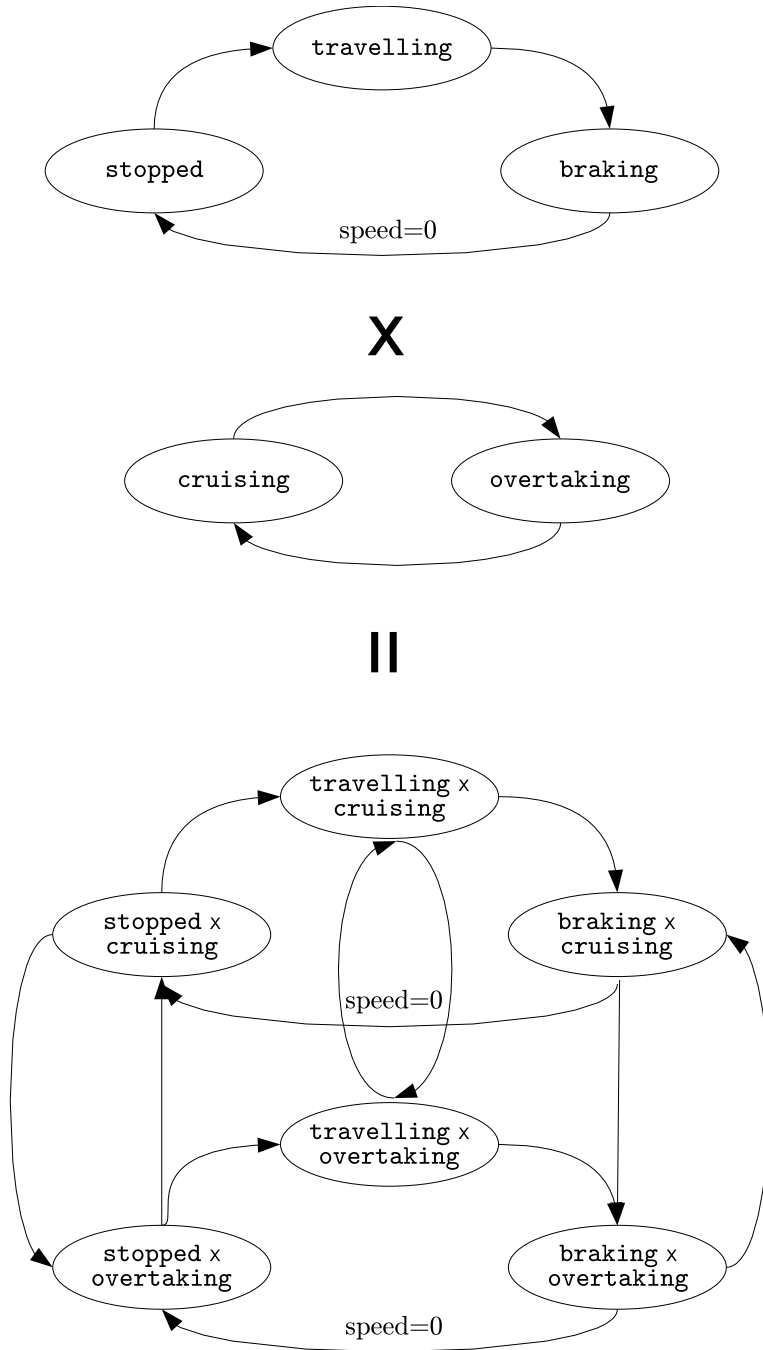 travelling
stopped
braking
speed=0
x
cruising
overtaking
=
travelling x
cruising
stopped x
cruising
braking x
cruising
speed=0
travelling x
overtaking
stopped x
overtaking
braking x
overtaking
speed=0